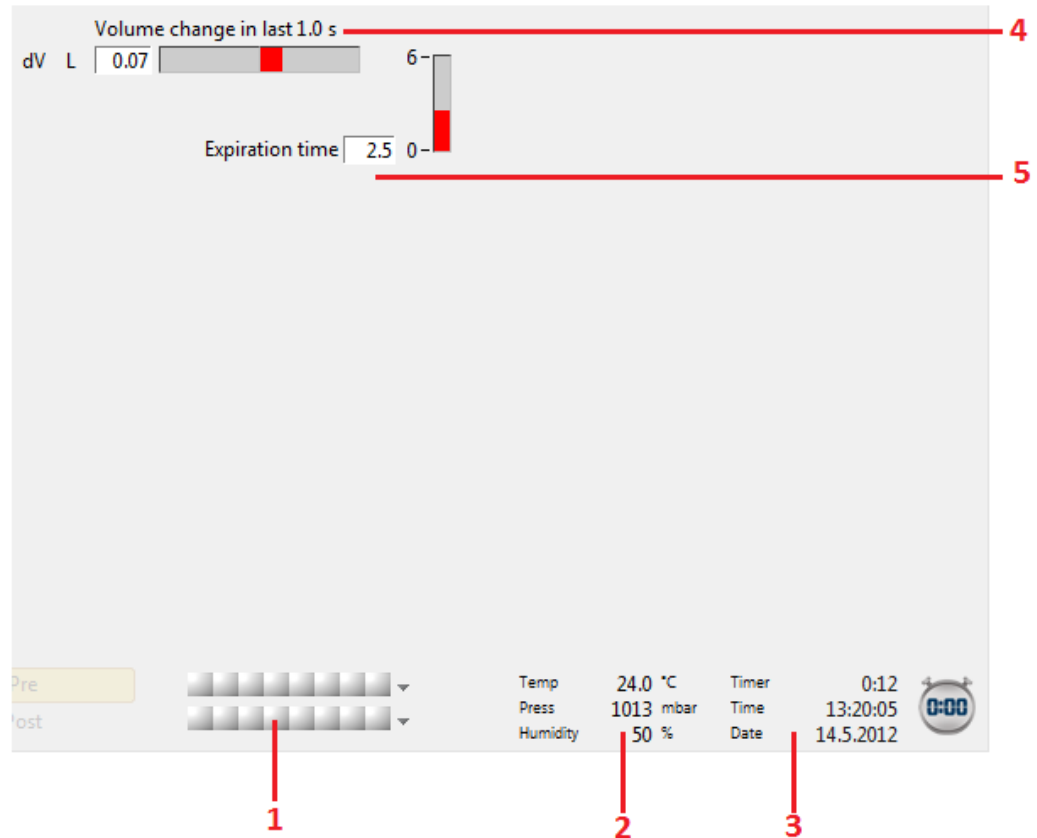 Volume change in last 1.0 s
4
dV L 0.07
6
Expiration time 2.5 0
5
Pre
Temp 24.0 °C Timer 0:12
0:00
Post
Press 1013 mbar Time 13:20:05
Humidity 50 % Date 14.5.2012
1
2
3